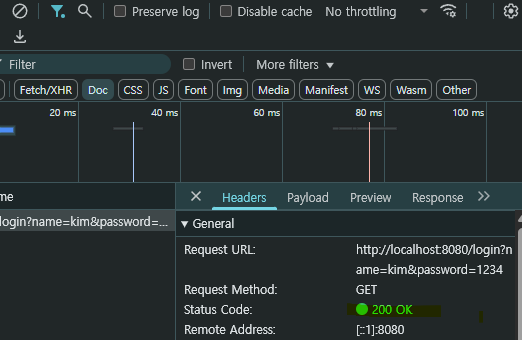 Preserve log Disable cache No throttling
Filter Invert More filters
Fetch/XHR Doc CSS JS Font Img Media Manifest WS Wasm Other
20 ms 40 ms 60 ms 80 ms 100 ms
me Headers Payload Preview Response
login?name=kim&password=... General
Request URL: http://localhost:8080/login?n
ame=kim&password=1234
Request Method: GET
Status Code: 200 OK
Remote Address: [::1]:8080